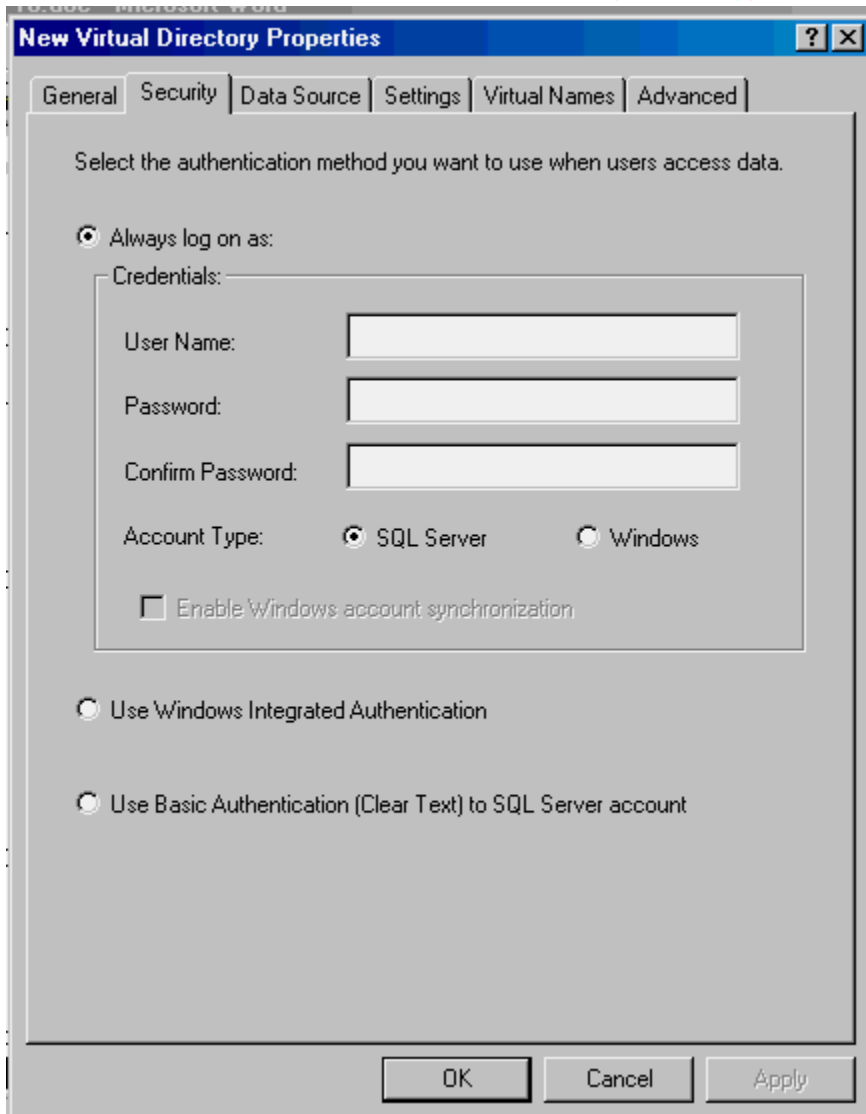 New Virtual Directory Properties
General Security Data Source Settings Virtual Names Advanced
Select the authentication method you want to use when users access data.
Always log on as:
Credentials:
User Name:
Password:
Confirm Password:
Account Type: SQL Server Windows
Enable Windows account synchronization
Use Windows Integrated Authentication
Use Basic Authentication (Clear Text) to SQL Server account
OK Cancel Apply